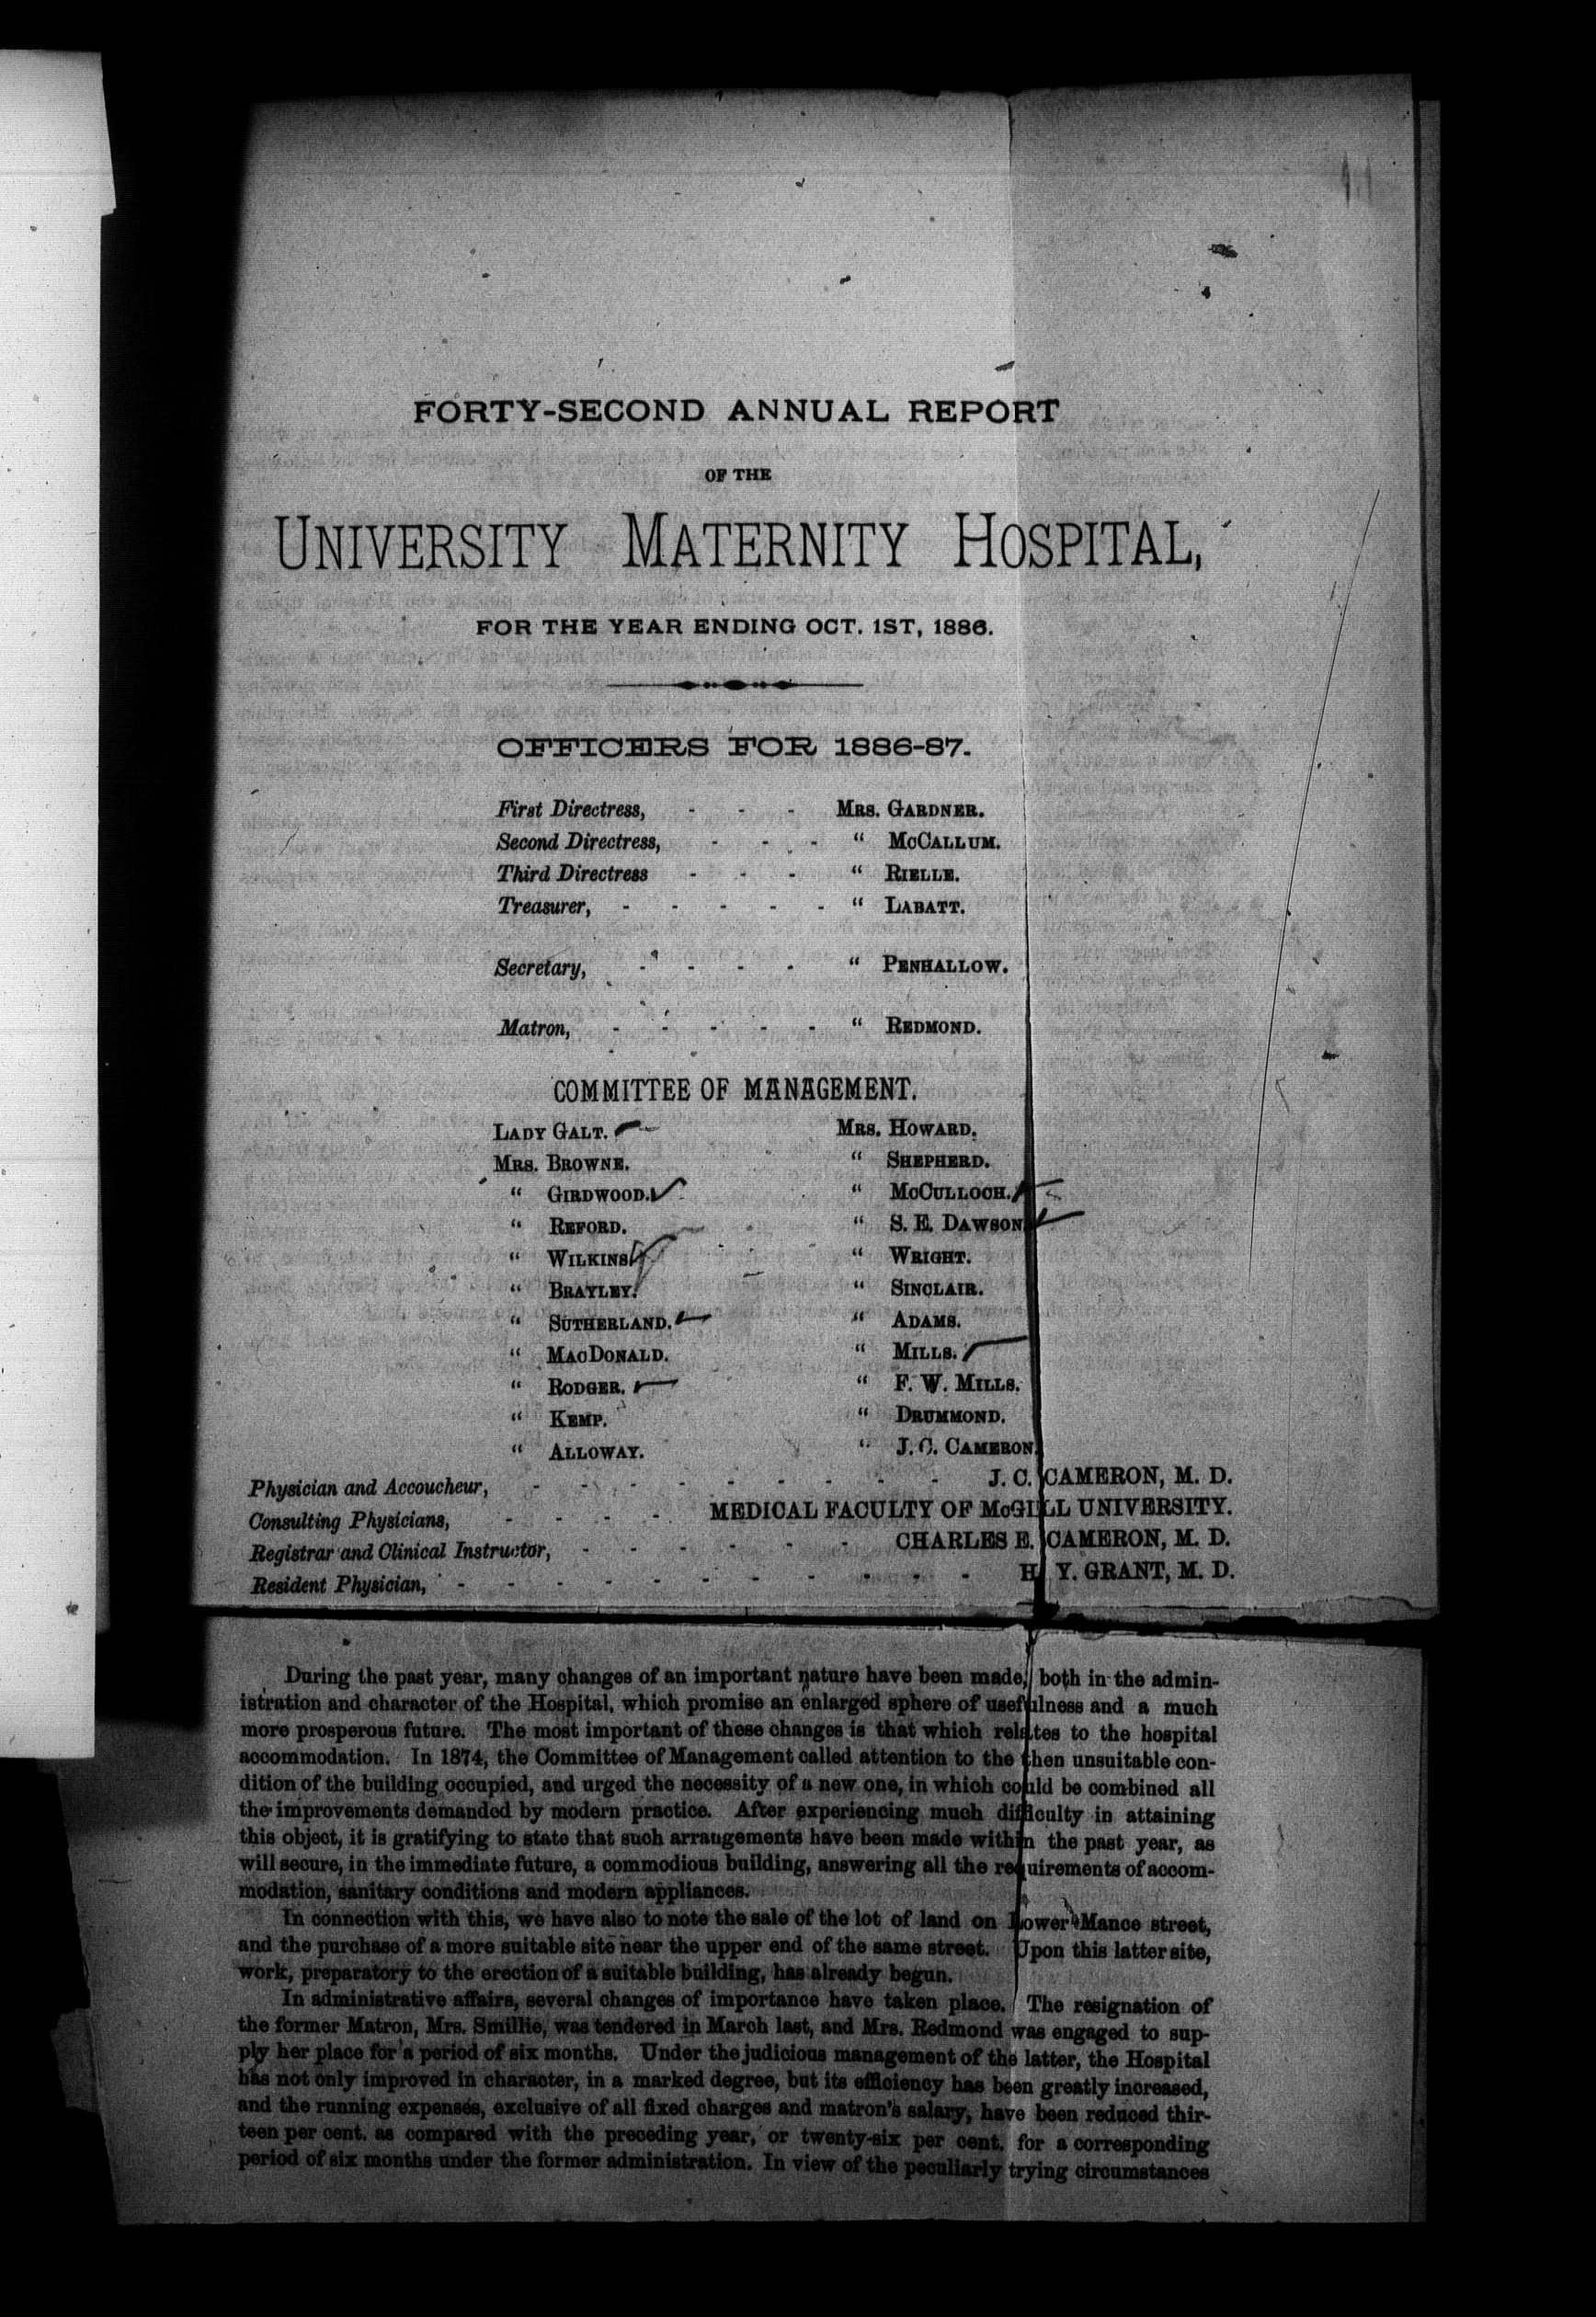 FORTY-SECOND ANNUAL REPORT
OF THE
UNIVERSITY MATERNITY HOSPITAL,
FOR THE YEAR ENDING OCT. 1ST, 1886.
OFFICERS FOR 1886-87.
First Directress, - - - MRS. GARDNER.
Second Directress, - - - " MCCALLUM.
Third Directress - - - " RIELLE.
Treasurer, - - - - - " LABATT.
Secretary, - - - - " PENHALLOW.
Matron, - - - - - " REDMOND.
COMMITTEE OF MANAGEMENT.
LADY GALT. MRS. HOWARD.
MRS. BROWNE. " SHEPHERD.
" GIRDWOOD. " MCCULLOCH.
" REFORD. " S. E. DAWSON
" WILKINS " WRIGHT.
" BRAYLEY. " SINCLAIR.
" SUTHERLAND. " ADAMS.
" MACDONALD. " MILLS.
" RODGER. " F. W. MILLS.
" KEMP. " DRUMMOND.
" ALLOWAY. " J. C. CAMERON.
Physician and Accoucheur, - - - - - - - - - J. C. CAMERON, M. D.
Consulting Physicians, - - - - MEDICAL FACULTY OF McGILL UNIVERSITY.
Registrar and Clinical Instructor, - - - - - - CHARLES E. CAMERON, M. D.
Resident Physician, - - - - - - - - - - - H. Y. GRANT, M. D.
During the past year, many changes of an important nature have been made, both in the admin-
istration and character of the Hospital, which promise an enlarged sphere of usefulness and a much
more prosperous future. The most important of these changes is that which relates to the hospital
accommodation. In 1874, the Committee of Management called attention to the then unsuitable con-
dition of the building occupied, and urged the necessity of a new one, in which could be combined all
the improvements demanded by modern practice. After experiencing much difficulty in attaining
this object, it is gratifying to state that such arrangements have been made within the past year, as
will secure, in the immediate future, a commodious building, answering all the requirements of accom-
modation, sanitary conditions and modern appliances.
In connection with this, we have also to note the sale of the lot of land on Lower Mance street,
and the purchase of a more suitable site near the upper end of the same street. Upon this latter site,
work, preparatory to the erection of a suitable building, has already begun.
In administrative affairs, several changes of importance have taken place. The resignation of
the former Matron, Mrs. Smillie, was tendered in March last, and Mrs. Redmond was engaged to sup-
ply her place for a period of six months. Under the judicious management of the latter, the Hospital
has not only improved in character, in a marked degree, but its efficiency has been greatly increased,
and the running expenses, exclusive of all fixed charges and matron's salary, have been reduced thir-
teen per cent. as compared with the preceding year, or twenty-six per cent. for a corresponding
period of six months under the former administration. In view of the peculiarly trying circumstances